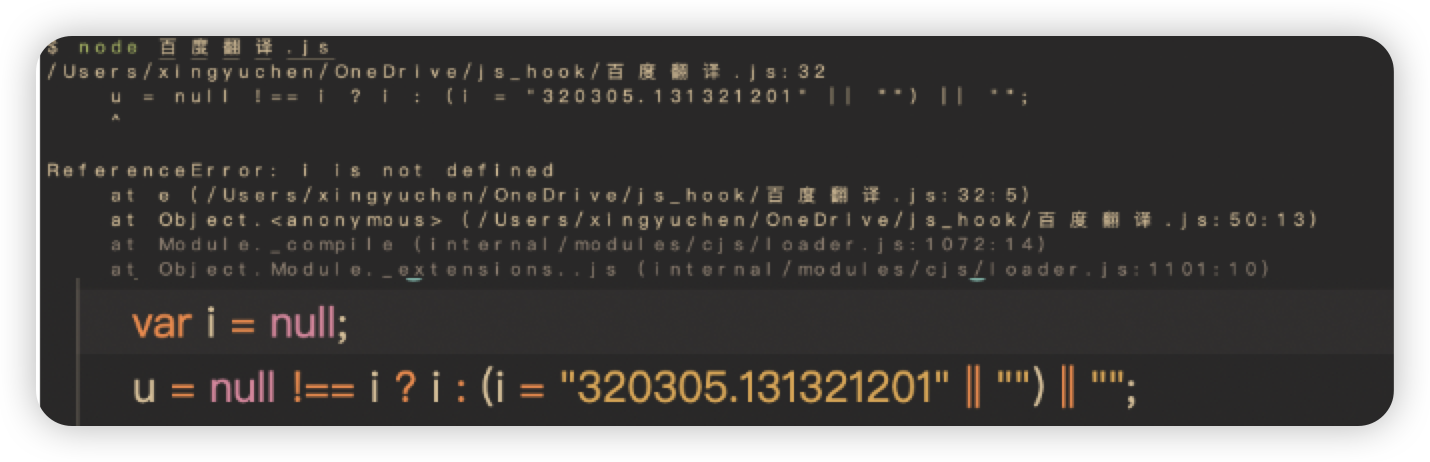 $ node 百度翻译.js
/Users/xingyuchen/OneDrive/js_hook/百度翻译.js:32
u = null !== i ? i : (i = "320305.131321201" || "") || "";
^
ReferenceError: i is not defined
at e (/Users/xingyuchen/OneDrive/js_hook/百度翻译.js:32:5)
at Object.<anonymous> (/Users/xingyuchen/OneDrive/js_hook/百度翻译.js:50:13)
at Module._compile (internal/modules/cjs/loader.js:1072:14)
at Object.Module._extensions..js (internal/modules/cjs/loader.js:1101:10)
var i = null;
u = null !== i ? i : (i = "320305.131321201" || "") || "";